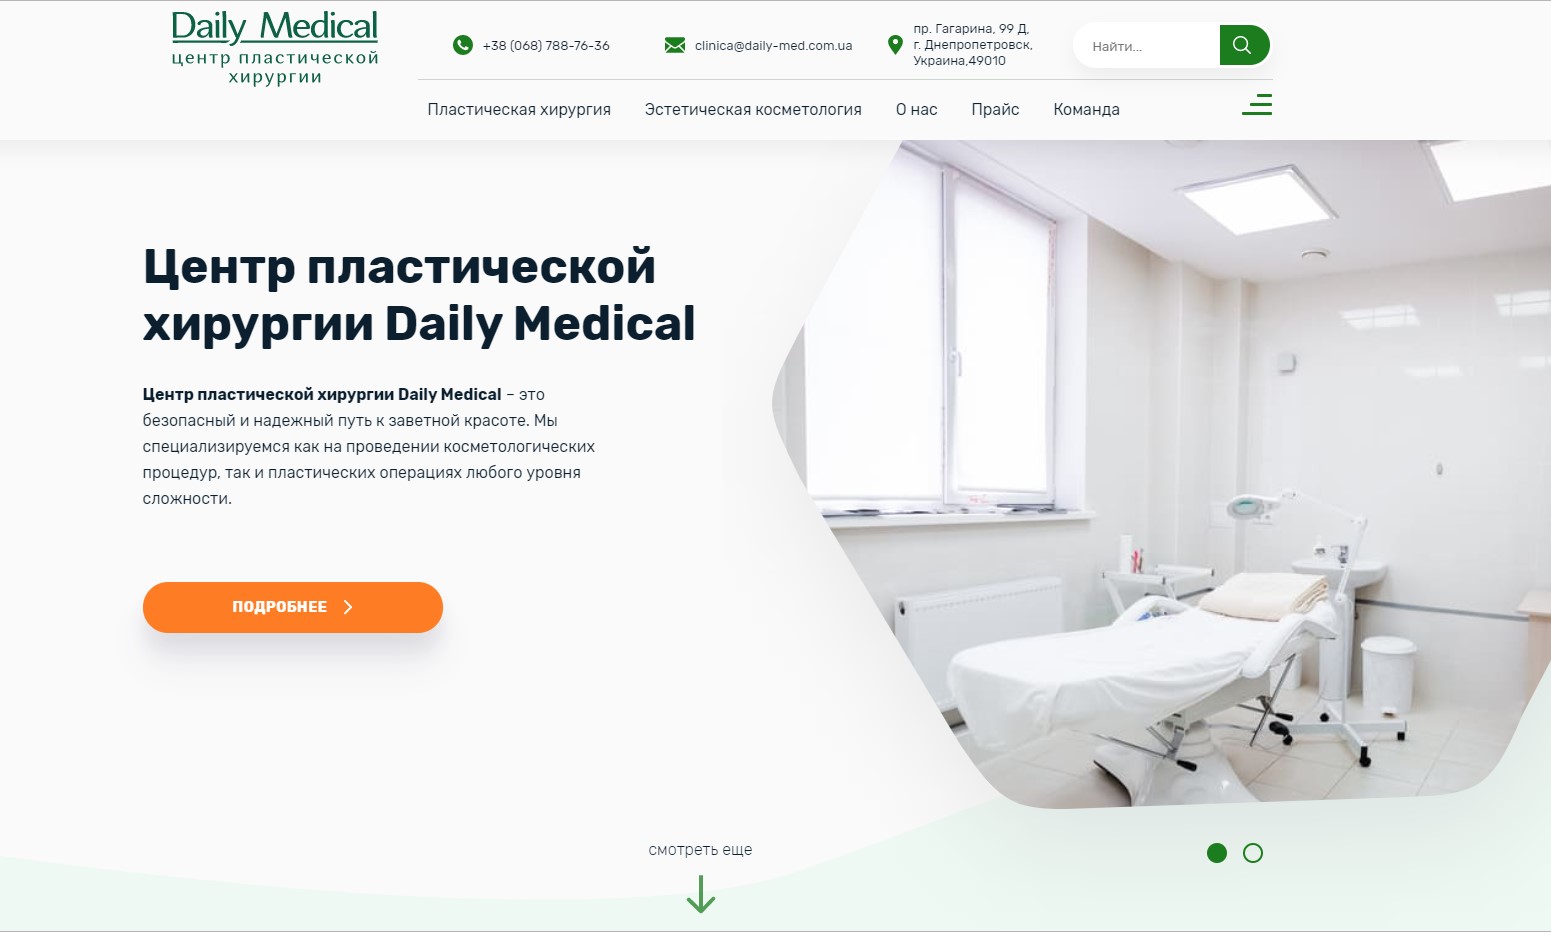 Daily Medical
центр пластической
хирургии
+38 (068) 788-76-36
clinica@daily-med.com.ua
пр. Гагарина, 99 Д,
г. Днепропетровск,
Украина,49010
Найти...
Пластическая хирургия
Эстетическая косметология
О нас
Прайс
Команда
Центр пластической
хирургии Daily Medical
Центр пластической хирургии Daily Medical – это
безопасный и надежный путь к заветной красоте. Мы
специализируемся как на проведении косметологических
процедур, так и пластических операциях любого уровня
сложности.
ПОДРОБНЕЕ
смотреть еще